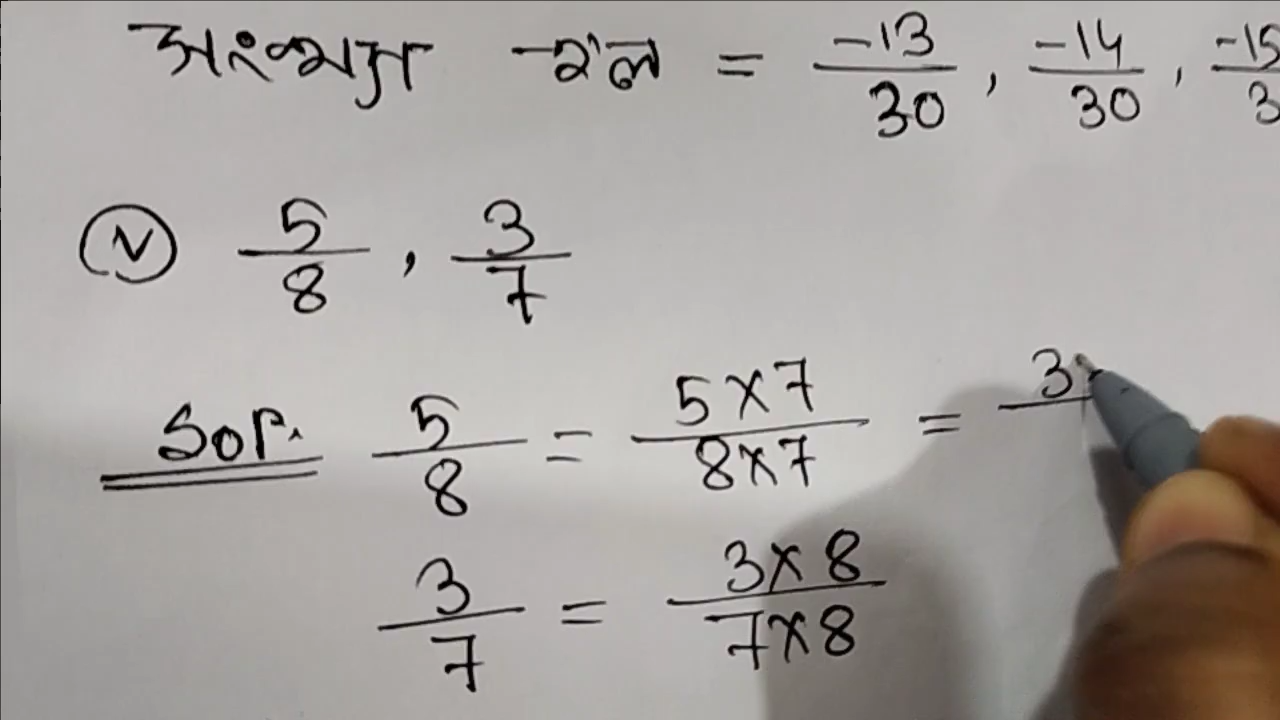 সংখ্যা হ'ল = -13/30 , -14/30 , -15/3
(v) 5/8 , 3/7
Sol. 5/8 = 5×7/8×7 = 3
3/7 = 3×8/7×8